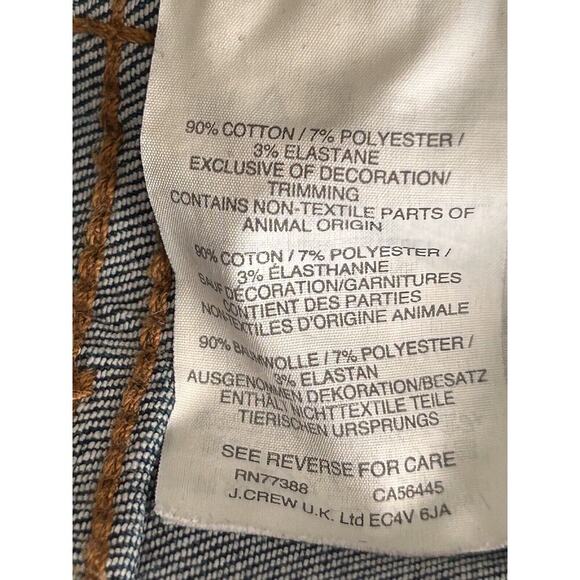 90% COTTON / 7% POLYESTER /
3% ELASTANE
EXCLUSIVE OF DECORATION/
TRIMMING
CONTAINS NON-TEXTILE PARTS OF
ANIMAL ORIGIN
90% COTON / 7% POLYESTER /
3% ÉLASTHANNE
SAUF DÉCORATION/GARNITURES
CONTIENT DES PARTIES
NON-TEXTILES D'ORIGINE ANIMALE
90% BAUMWOLLE / 7% POLYESTER /
3% ELASTAN
AUSGENOMMEN DEKORATION/BESATZ
ENTHÄLT NICHTTEXTILE TEILE
TIERISCHEN URSPRUNGS
SEE REVERSE FOR CARE
RN77388 CA56445
J.CREW U.K. Ltd EC4V 6JA